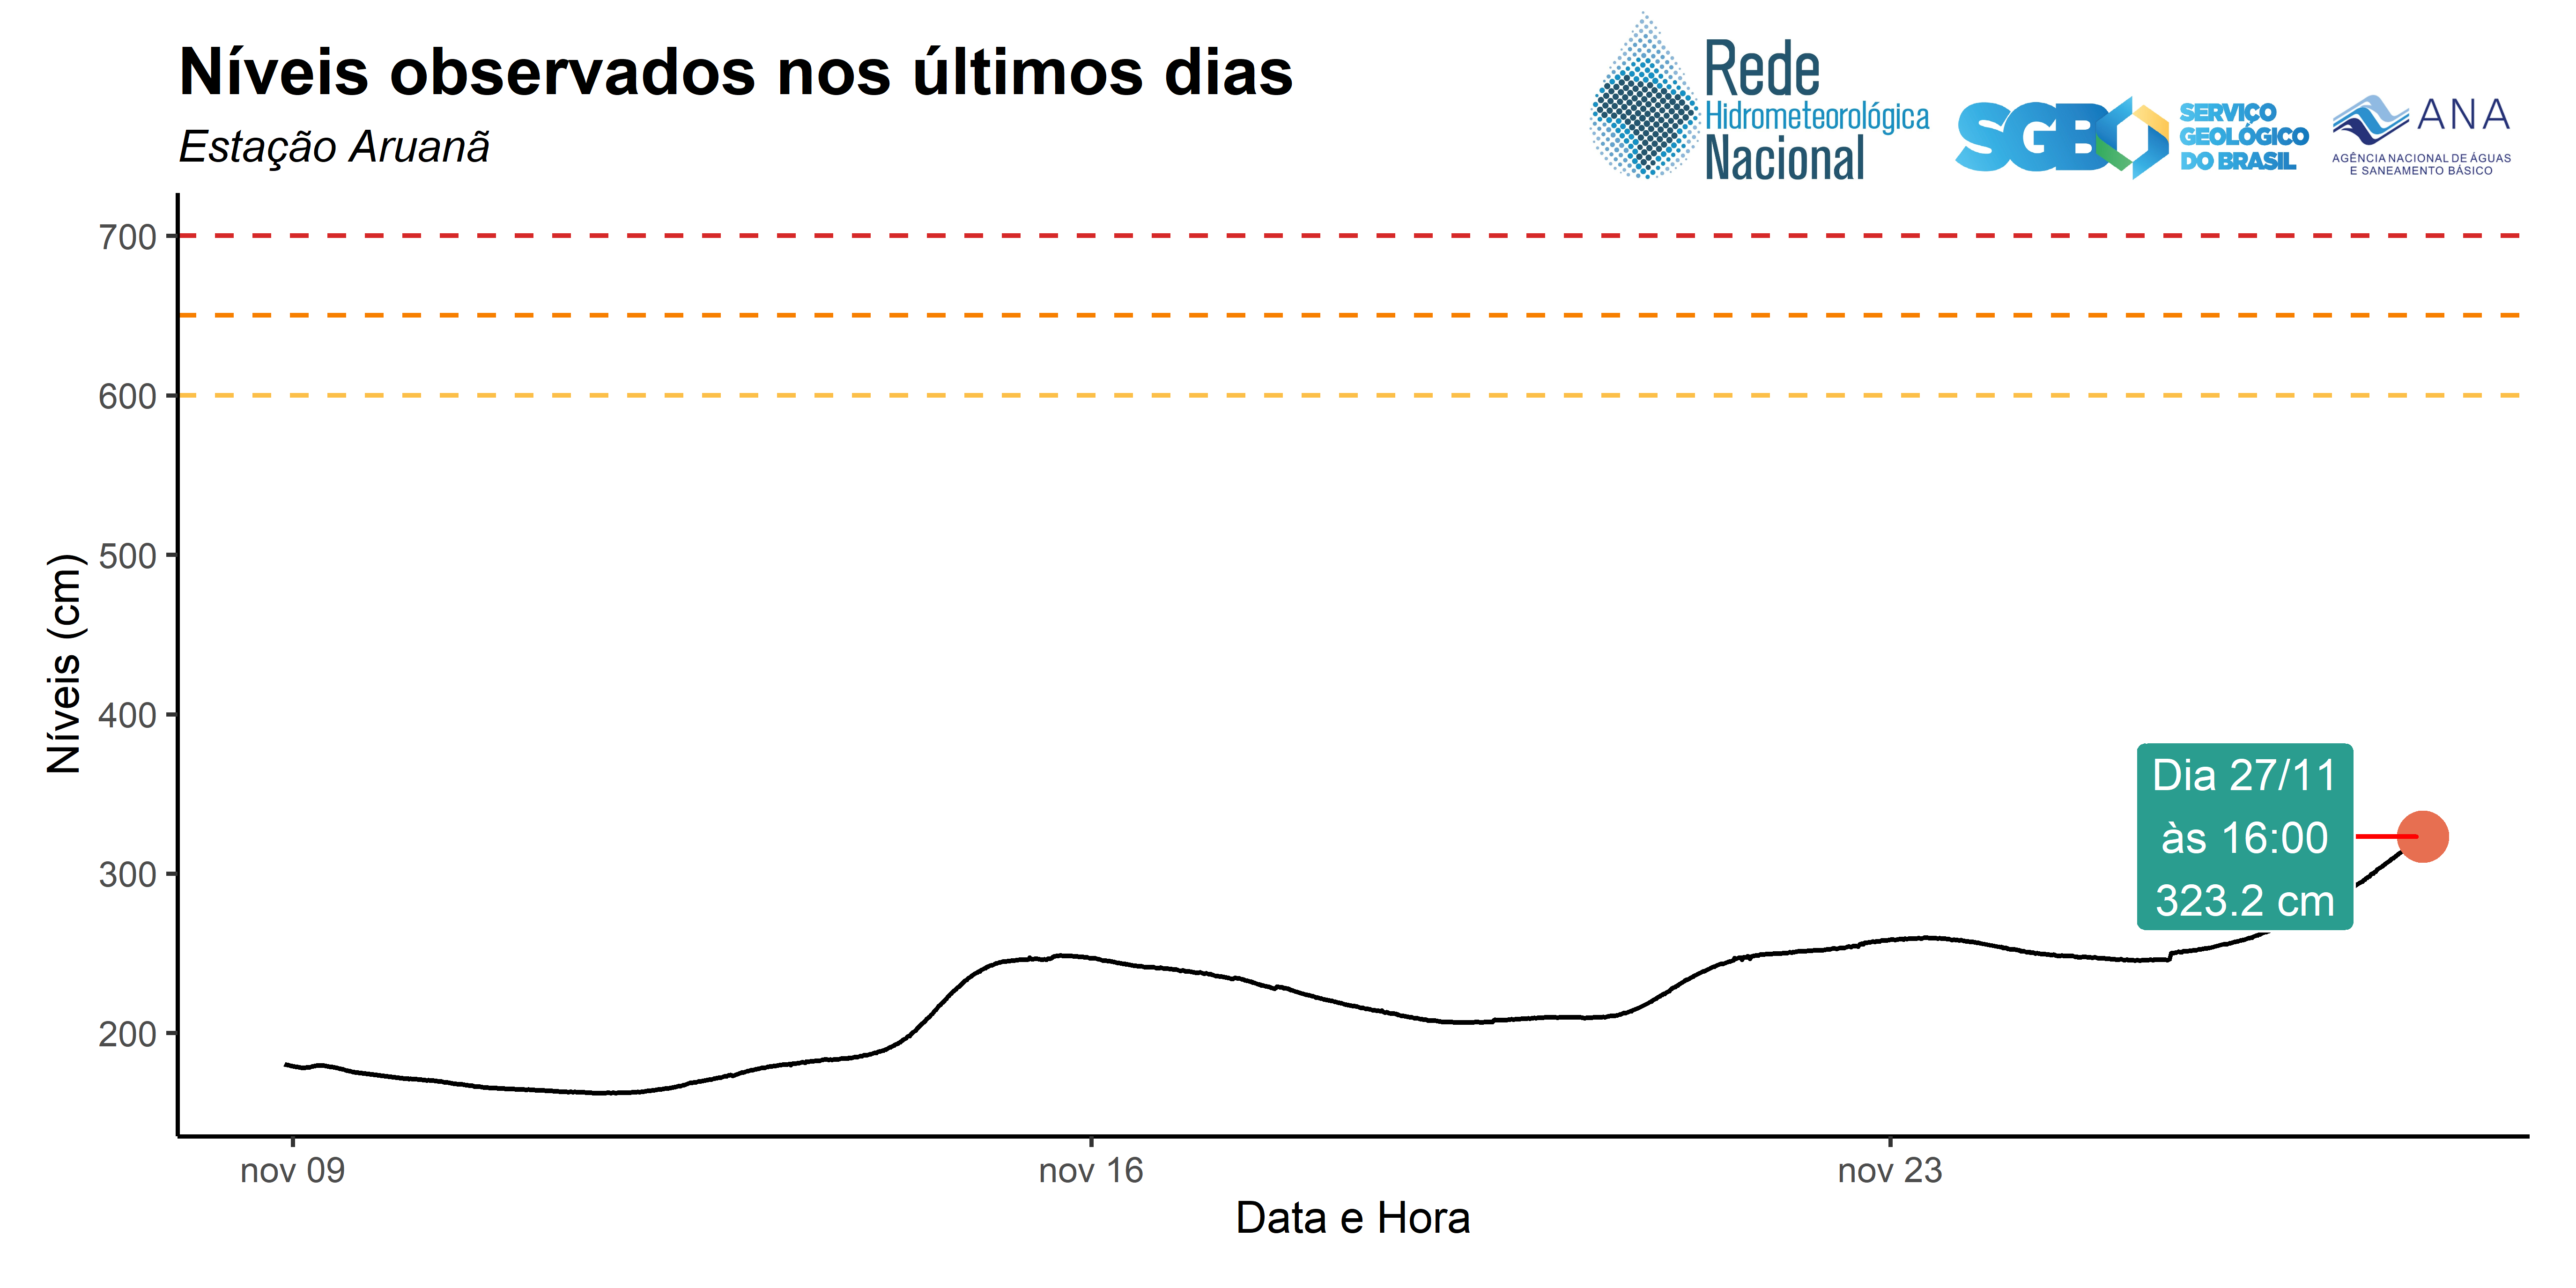 Níveis observados nos últimos dias
Estação Aruanã
Rede
Hidrometeorológica
Nacional
SGB
SERVIÇO
GEOLÓGICO
DO BRASIL
ANA
AGÊNCIA NACIONAL DE ÁGUAS
E SANEAMENTO BÁSICO
Níveis (cm)
700
600
500
400
300
200
Dia 27/11
às 16:00
323.2 cm
nov 09
nov 16
nov 23
Data e Hora